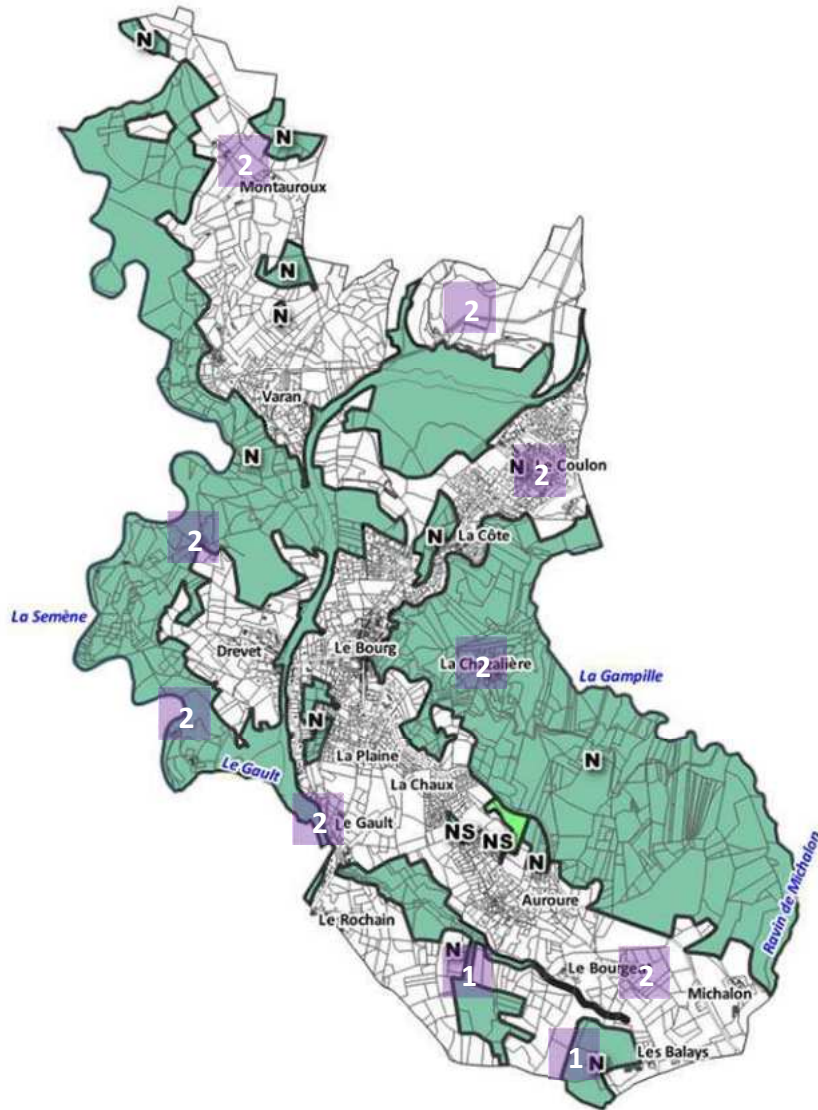 N
N
2
Montauroux
N
2
N
Varan
N
N
2
Le Coulon
La Côte
N
2
La Semène
Drevet
Le Bourg
La Chazalière
2
La Gampille
2
N
La Plaine
N
Le Gault
La Chaux
2
Le Gault
NS
NS
N
Auroure
Le Rochain
Ravin de Michalon
N
1
Le Bourgeat
2
Michalon
1
N
Les Balays